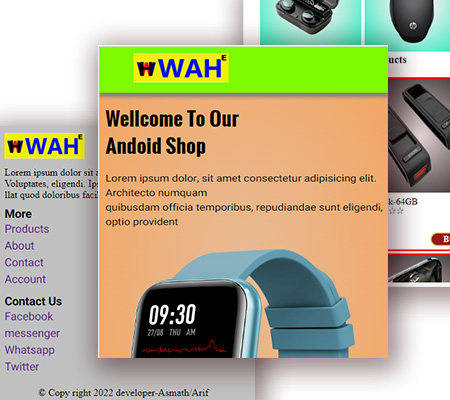 WAH E
Wellcome To Our
Andoid Shop
Lorem ipsum dolor, sit amet consectetur adipisicing elit.
Architecto numquam
quibusdam officia temporibus, repudiandae sunt eligendi,
optio provident
09:30
27/08 THU AM
WAH E
Lorem ipsum dolor sit
Voluptates, eligendi.
llat quod doloribus
More
Products
About
Contact
Account
Contact Us
Facebook
messenger
Whatsapp
Twitter
© Copy right 2022 developer-Asmath/Arif
hp
ucts
SanDisk
k-64GB
B